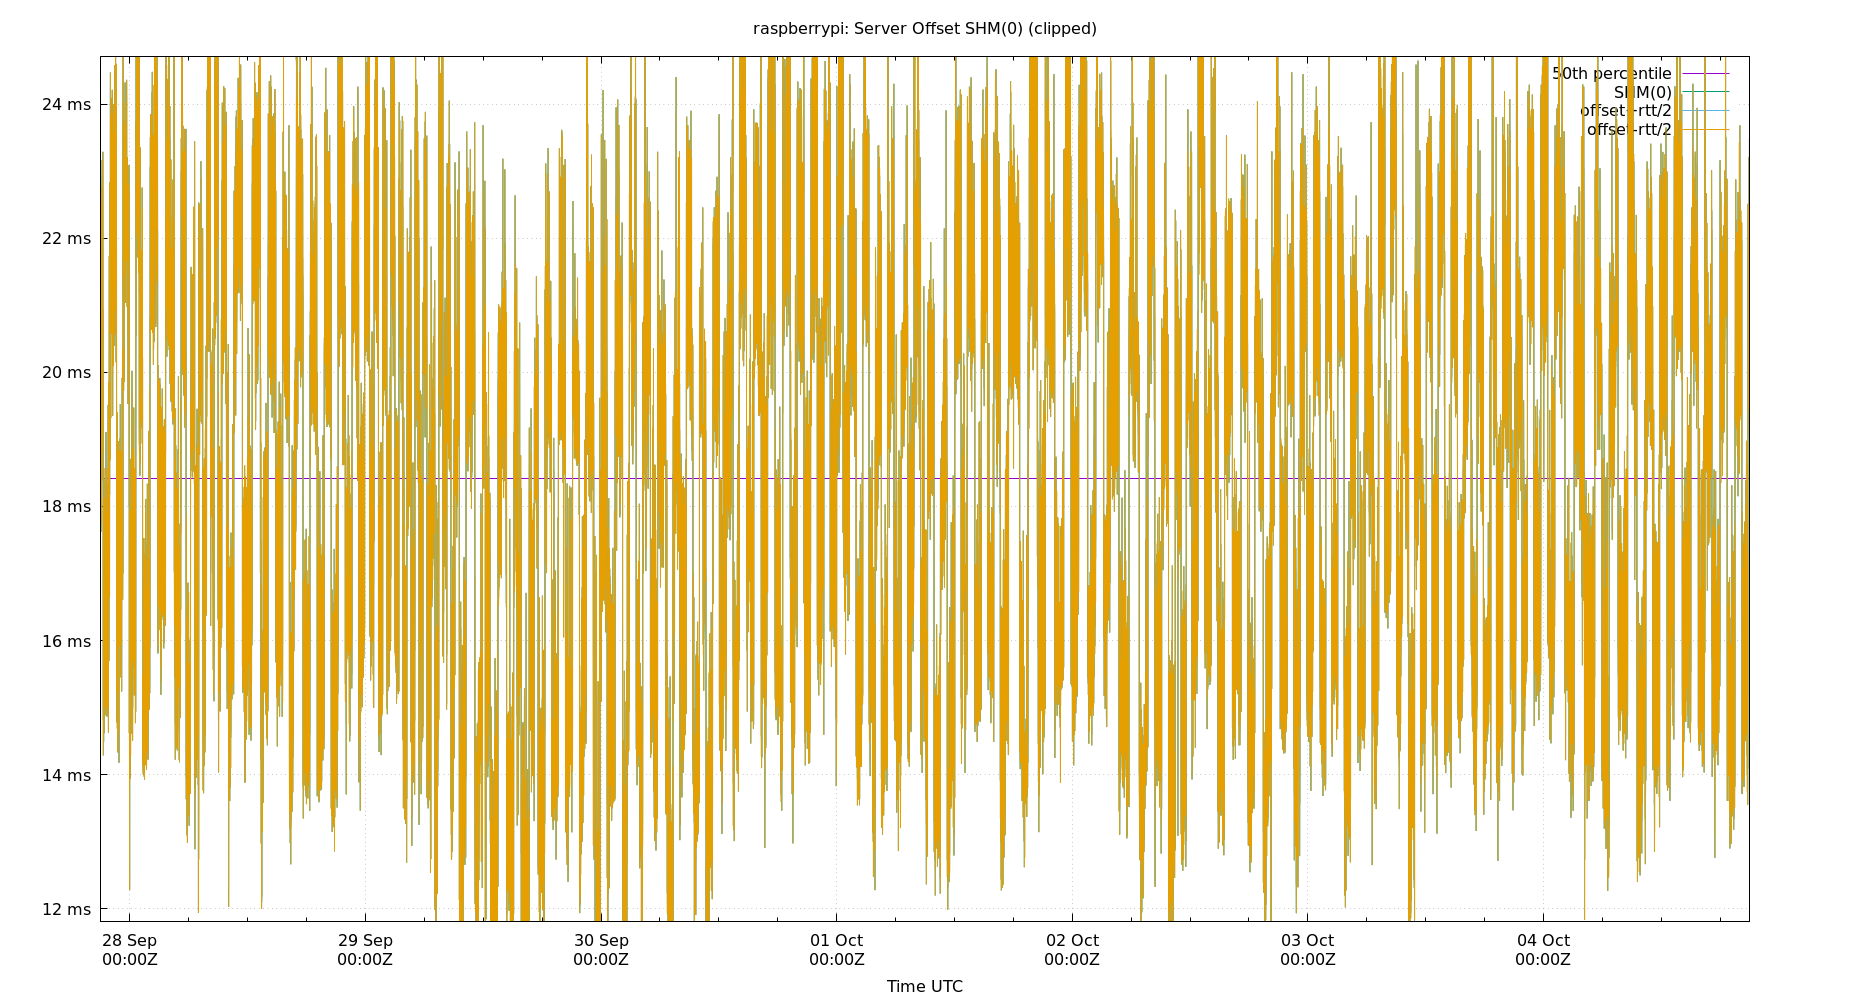 raspberrypi: Server Offset SHM(0) (clipped)
50th percentile
SHM(0)
offset+rtt/2
offset-rtt/2
24 ms
22 ms
20 ms
18 ms
16 ms
14 ms
12 ms
28 Sep 29 Sep 30 Sep 01 Oct 02 Oct 03 Oct 04 Oct
00:00Z 00:00Z 00:00Z 00:00Z 00:00Z 00:00Z 00:00Z
Time UTC